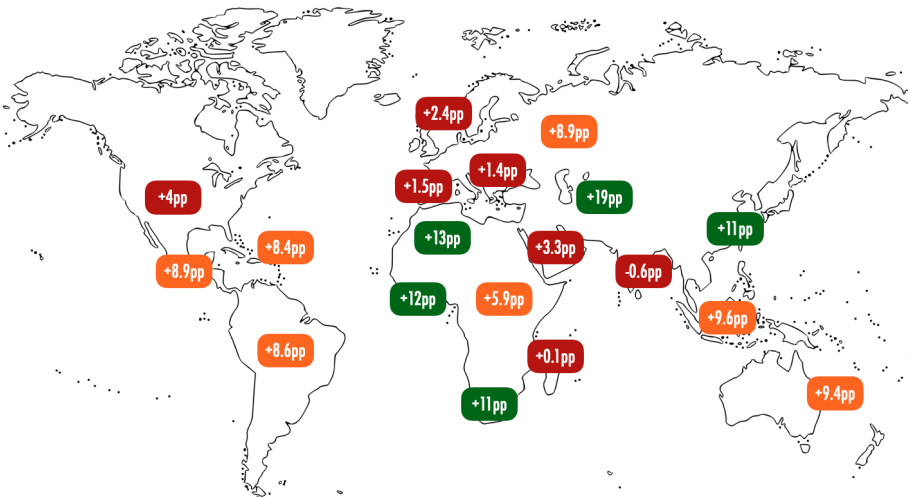 +2.4pp
+8.9pp
+1.4pp
+1.5pp
+4pp
+19pp
+11pp
+13pp
+8.4pp
+3.3pp
+8.9pp
-0.6pp
+12pp
+5.9pp
+9.6pp
+8.6pp
+0.1pp
+9.4pp
+11pp